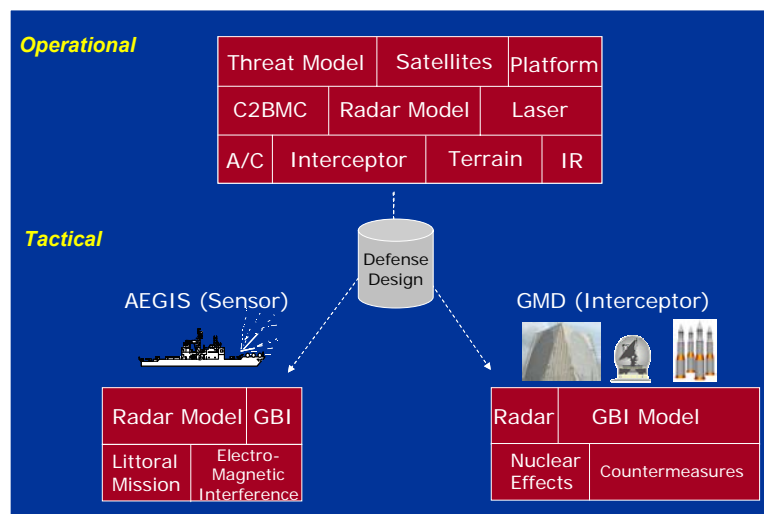 Operational
Threat Model Satellites Platform
C2BMC Radar Model Laser
A/C Interceptor Terrain IR
Tactical
Defense
Design
AEGIS (Sensor)
GMD (Interceptor)
Radar Model GBI
Littoral
Mission
Electro-
Magnetic
Interference
Radar GBI Model
Nuclear
Effects
Countermeasures